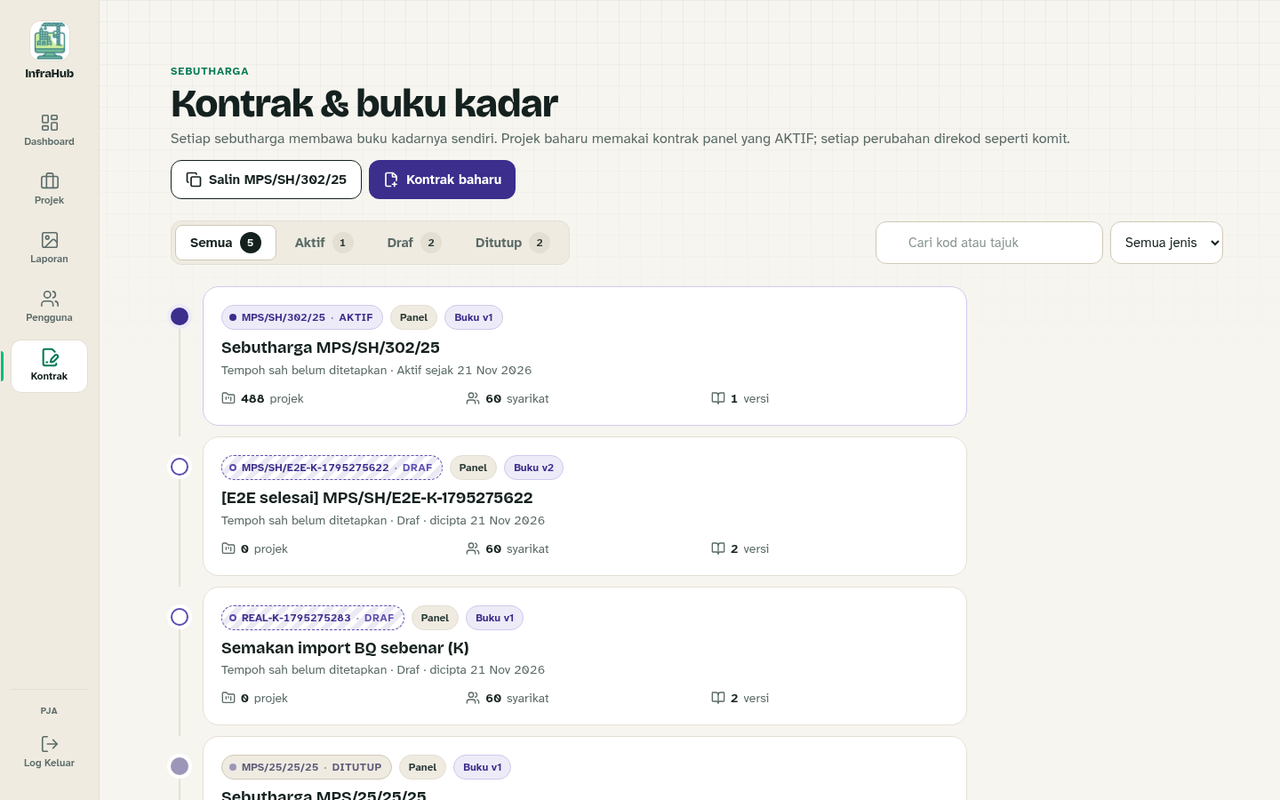 InfraHub
Dashboard
Projek
Laporan
Pengguna
Kontrak
PJA
Log Keluar
SEBUTHARGA
Kontrak & buku kadar
Setiap sebutharga membawa buku kadarnya sendiri. Projek baharu memakai kontrak panel yang AKTIF; setiap perubahan direkod seperti komit.
Salin MPS/SH/302/25 Kontrak baharu
Semua 5 Aktif 1 Draf 2 Ditutup 2 Cari kod atau tajuk Semua jenis
MPS/SH/302/25 · AKTIF Panel Buku v1
Sebutharga MPS/SH/302/25
Tempoh sah belum ditetapkan · Aktif sejak 21 Nov 2026
488 projek 60 syarikat 1 versi
MPS/SH/E2E-K-1795275622 · DRAF Panel Buku v2
[E2E selesai] MPS/SH/E2E-K-1795275622
Tempoh sah belum ditetapkan · Draf · dicipta 21 Nov 2026
0 projek 60 syarikat 2 versi
REAL-K-1795275283 · DRAF Panel Buku v1
Semakan import BQ sebenar (K)
Tempoh sah belum ditetapkan · Draf · dicipta 21 Nov 2026
0 projek 60 syarikat 2 versi
MPS/25/25/25 · DITUTUP Panel Buku v1
Sebutharga MPS/25/25/25